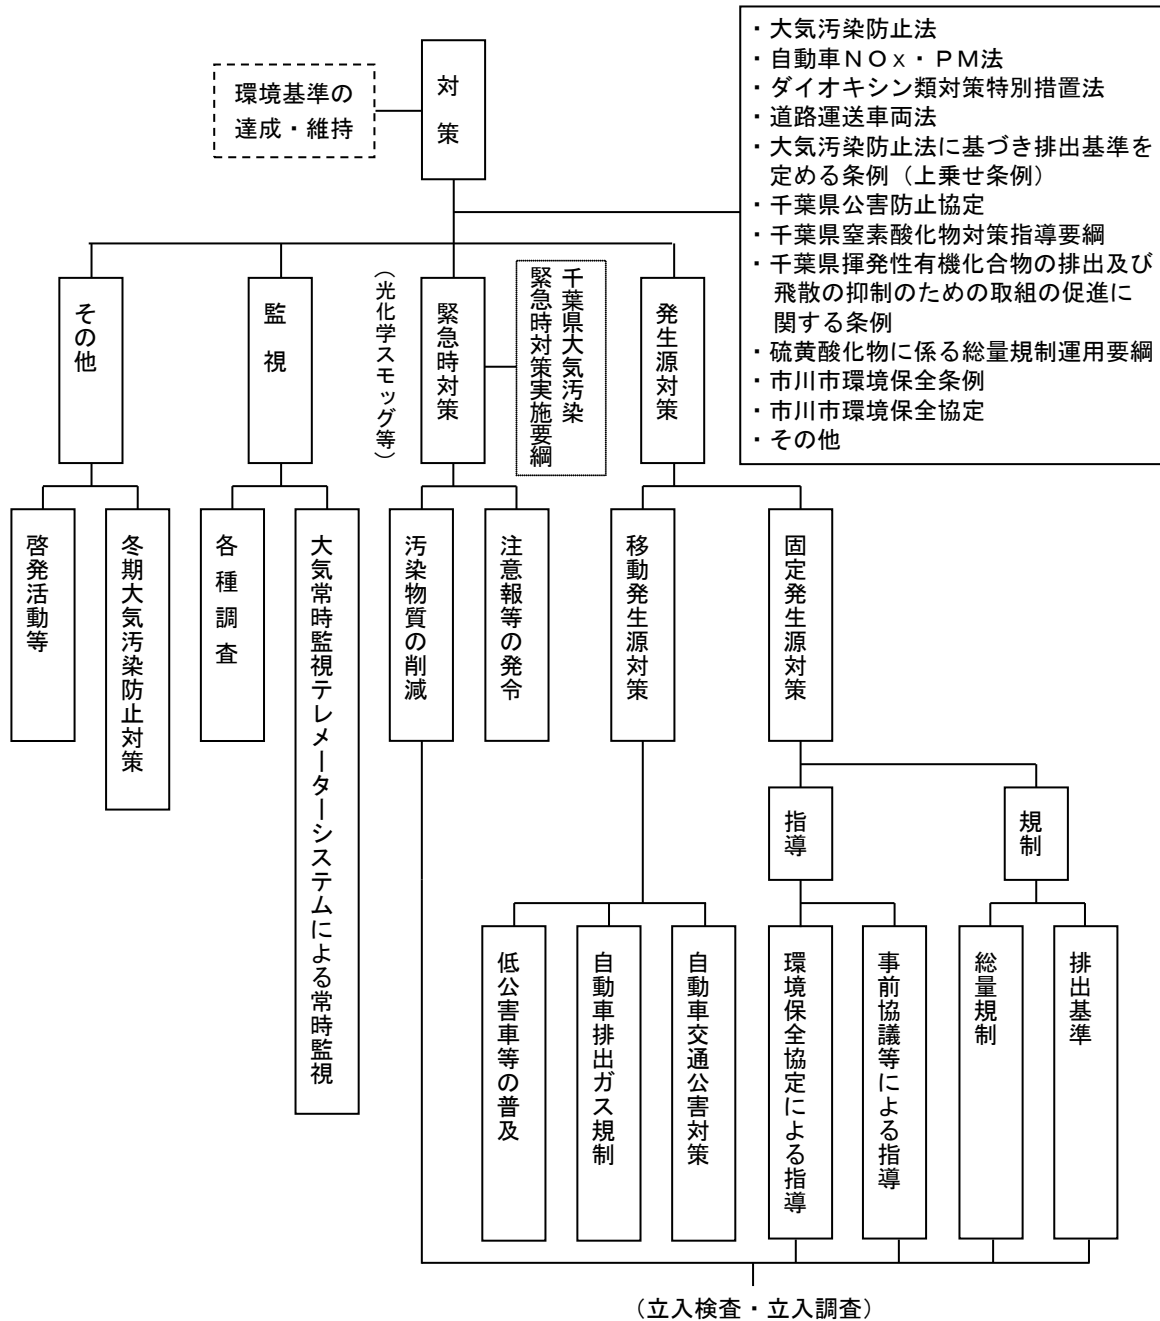 対策
環境基準の
達成・維持
・大気汚染防止法
・自動車ＮＯｘ・ＰＭ法
・ダイオキシン類対策特別措置法
・道路運送車両法
・大気汚染防止法に基づき排出基準を
定める条例（上乗せ条例）
・千葉県公害防止協定
・千葉県窒素酸化物対策指導要綱
・千葉県揮発性有機化合物の排出及び
飛散の抑制のための取組の促進に
関する条例
・硫黄酸化物に係る総量規制運用要綱
・市川市環境保全条例
・市川市環境保全協定
・その他
その他
監視
緊急時対策
（光化学スモッグ等）
千葉県大気汚染
緊急時対策実施要綱
発生源対策
啓発活動等
冬期大気汚染防止対策
各種調査
大気常時監視テレメーターシステムによる常時監視
汚染物質の削減
注意報等の発令
移動発生源対策
固定発生源対策
指導
規制
低公害車等の普及
自動車排出ガス規制
自動車交通公害対策
環境保全協定による指導
事前協議等による指導
総量規制
排出基準
（立入検査・立入調査）